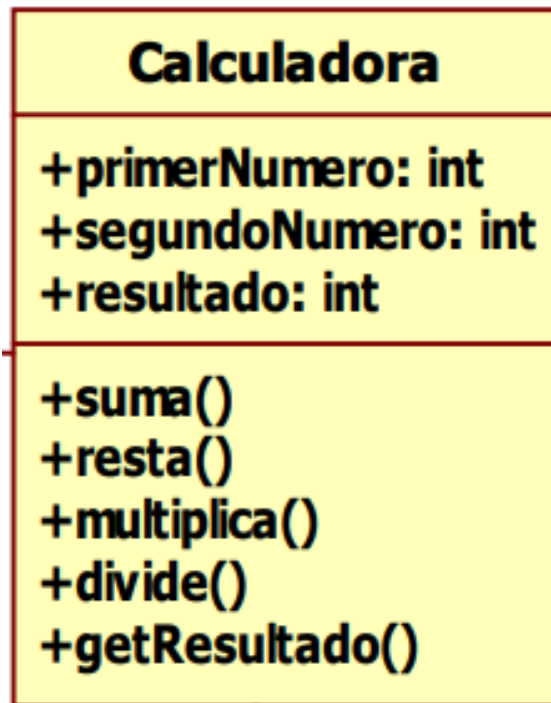 Calculadora
+primerNumero: int
+segundoNumero: int
+resultado: int
+suma()
+resta()
+multiplica()
+divide()
+getResultado()